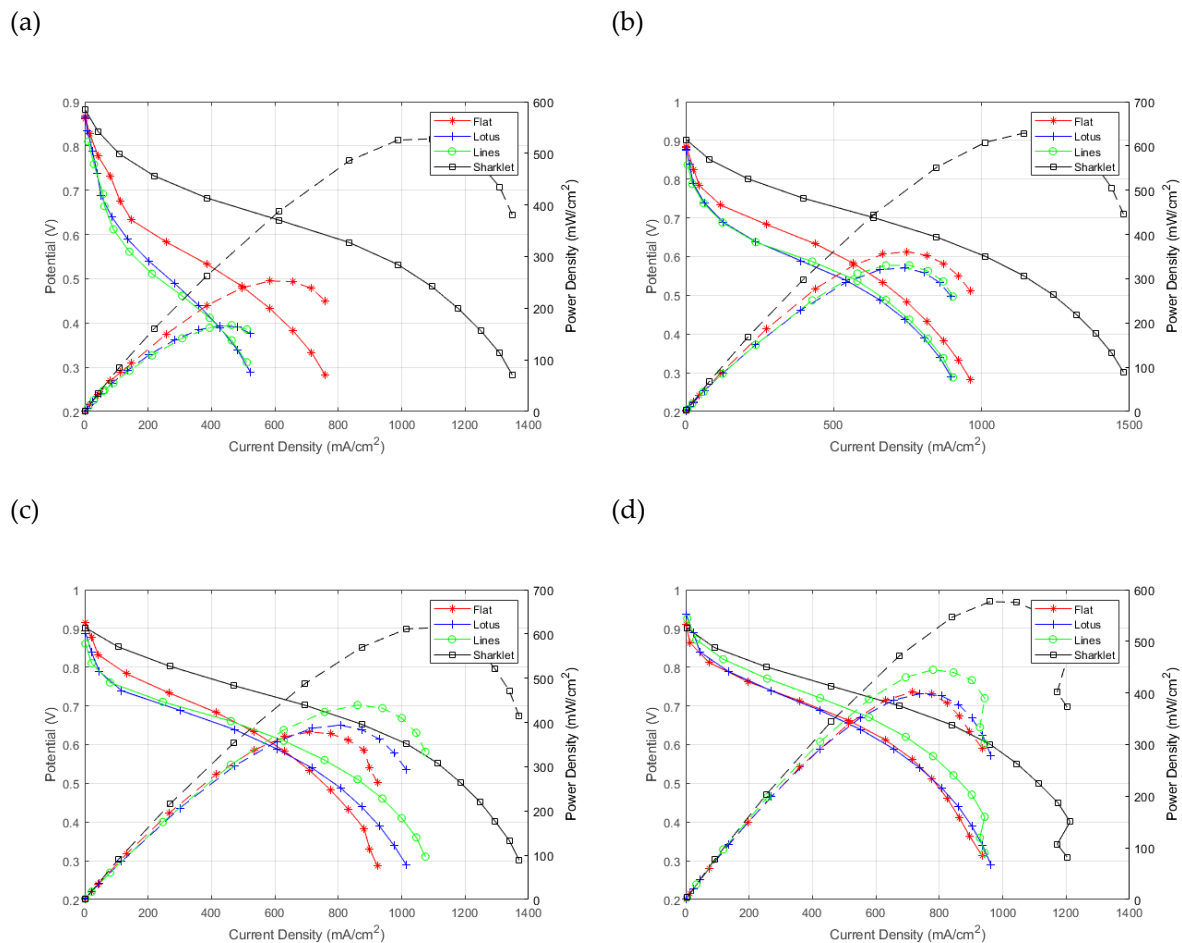 (a)
0.9
0.8
0.7
0.6
0.5
0.4
0.3
0.2
Potential (V)
600
500
400
300
200
100
0
Power Density (mW/cm²)
0 200 400 600 800 1000 1200 1400
Current Density (mA/cm²)
Flat
Lotus
Lines
Sharklet
(b)
1
0.9
0.8
0.7
0.6
0.5
0.4
0.3
0.2
Potential (V)
700
600
500
400
300
200
100
0
Power Density (mW/cm²)
0 500 1000 1500
Current Density (mA/cm²)
Flat
Lotus
Lines
Sharklet
(c)
1
0.9
0.8
0.7
0.6
0.5
0.4
0.3
0.2
Potential (V)
700
600
500
400
300
200
100
0
Power Density (mW/cm²)
0 200 400 600 800 1000 1200 1400
Current Density (mA/cm²)
Flat
Lotus
Lines
Sharklet
(d)
1
0.9
0.8
0.7
0.6
0.5
0.4
0.3
0.2
Potential (V)
600
500
400
300
200
100
0
Power Density (mW/cm²)
0 200 400 600 800 1000 1200 1400
Current Density (mA/cm²)
Flat
Lotus
Lines
Sharklet